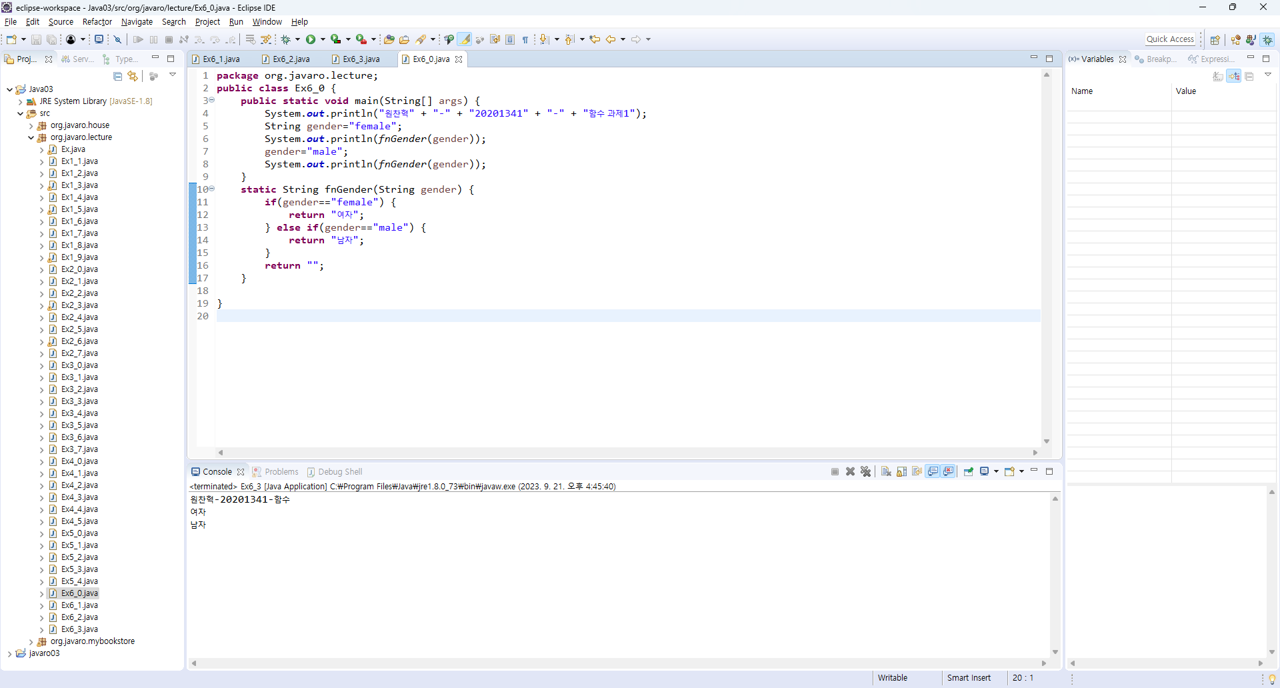 eclipse-workspace - Java03/src/org/javaro/lecture/Ex6_0.java - Eclipse IDE
File Edit Source Refactor Navigate Search Project Run Window Help
Quick Access
Proj... Serv... Type...
Java03
JRE System Library [JavaSE-1.8]
src
org.javaro.house
org.javaro.lecture
Ex.java
Ex1_1.java
Ex1_2.java
Ex1_3.java
Ex1_4.java
Ex1_5.java
Ex1_6.java
Ex1_7.java
Ex1_8.java
Ex1_9.java
Ex2_0.java
Ex2_1.java
Ex2_2.java
Ex2_3.java
Ex2_4.java
Ex2_5.java
Ex2_6.java
Ex2_7.java
Ex3_0.java
Ex3_1.java
Ex3_2.java
Ex3_3.java
Ex3_4.java
Ex3_5.java
Ex3_6.java
Ex3_7.java
Ex4_0.java
Ex4_1.java
Ex4_2.java
Ex4_3.java
Ex4_4.java
Ex4_5.java
Ex5_0.java
Ex5_1.java
Ex5_2.java
Ex5_3.java
Ex5_4.java
Ex6_0.java
Ex6_1.java
Ex6_2.java
Ex6_3.java
org.javaro.mybookstore
javaro03
Ex6_1.java Ex6_2.java Ex6_3.java Ex6_0.java
1 package org.javaro.lecture;
2 public class Ex6_0 {
3 public static void main(String[] args) {
4 System.out.println("원찬혁" + "-" + "20201341" + "-" + "함수 과제1");
5 String gender="female";
6 System.out.println(fnGender(gender));
7 gender="male";
8 System.out.println(fnGender(gender));
9 }
10 static String fnGender(String gender) {
11 if(gender=="female") {
12 return "여자";
13 } else if(gender=="male") {
14 return "남자";
15 }
16 return "";
17 }
18
19 }
20
Console Problems Debug Shell
<terminated> Ex6_3 [Java Application] C:₩Program Files₩Java₩jre1.8.0_73₩bin₩javaw.exe (2023. 9. 21. 오후 4:45:40)
원찬혁-20201341-함수
여자
남자
(x)= Variables Breakp... Expressi...
Name Value
Writable Smart Insert 20 : 1